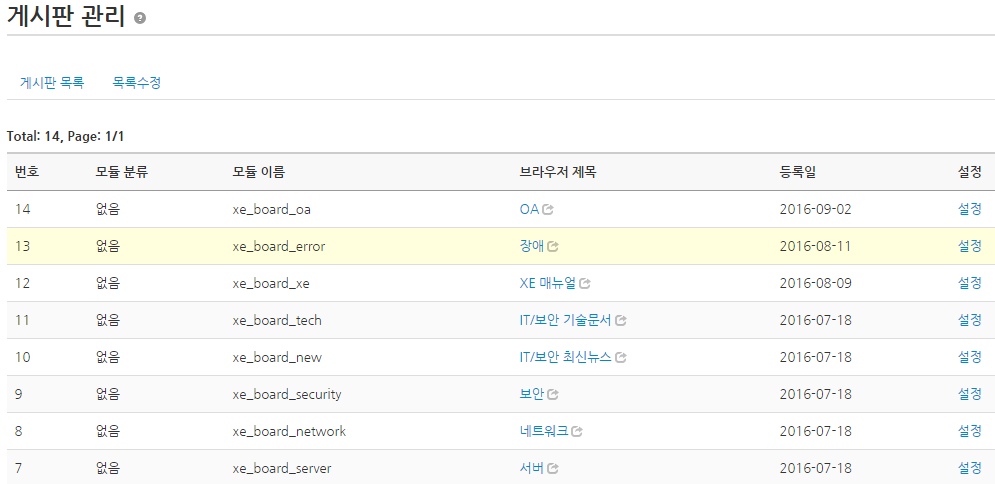 게시판 관리 ?
게시판 목록 목록수정
Total: 14, Page: 1/1
번호 모듈 분류 모듈 이름 브라우저 제목 등록일 설정
14 없음 xe_board_oa OA 2016-09-02 설정
13 없음 xe_board_error 장애 2016-08-11 설정
12 없음 xe_board_xe XE 매뉴얼 2016-08-09 설정
11 없음 xe_board_tech IT/보안 기술문서 2016-07-18 설정
10 없음 xe_board_new IT/보안 최신뉴스 2016-07-18 설정
9 없음 xe_board_security 보안 2016-07-18 설정
8 없음 xe_board_network 네트워크 2016-07-18 설정
7 없음 xe_board_server 서버 2016-07-18 설정